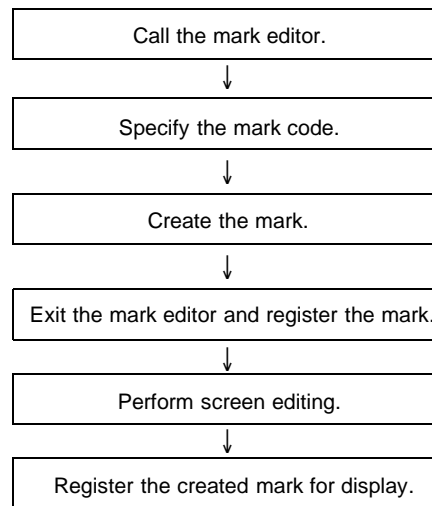 Call the mark editor.
Specify the mark code.
Create the mark.
Exit the mark editor and register the mark.
Perform screen editing.
Register the created mark for display.